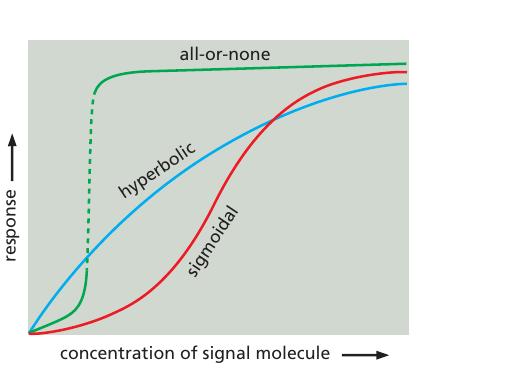 all-or-none
hyperbolic
sigmoidal
response
concentration of signal molecule